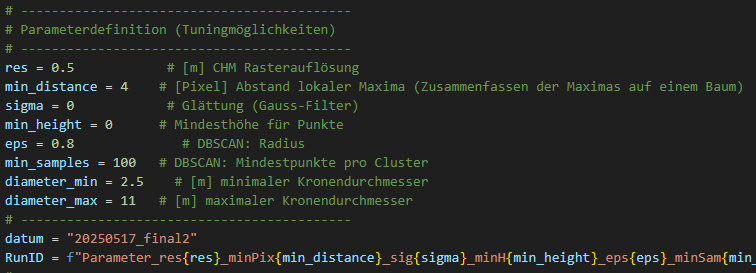 # -------------------------------------------
# Parameterdefinition (Tuningmöglichkeiten)
# -------------------------------------------
res = 0.5 # [m] CHM Rasterauflösung
min_distance = 4 # [Pixel] Abstand lokaler Maxima (Zusammenfassen der Maximas auf einem Baum)
sigma = 0 # Glättung (Gauss-Filter)
min_height = 0 # Mindesthöhe für Punkte
eps = 0.8 # DBSCAN: Radius
min_samples = 100 # DBSCAN: Mindestpunkte pro Cluster
diameter_min = 2.5 # [m] minimaler Kronendurchmesser
diameter_max = 11 # [m] maximaler Kronendurchmesser
# -------------------------------------------
datum = "20250517_final2"
RunID = f"Parameter_res{res}_minPix{min_distance}_sig{sigma}_minH{min_height}_eps{eps}_minSam{min_